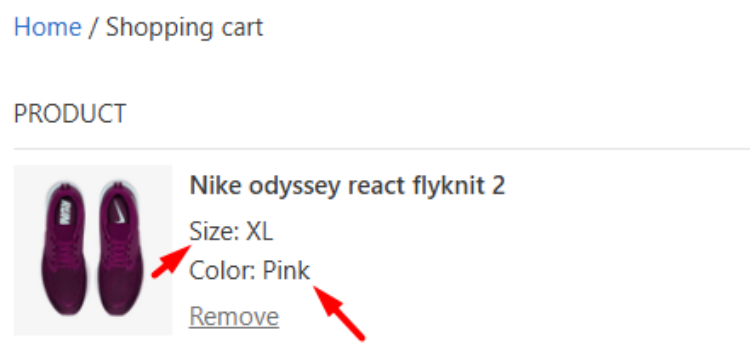 Home / Shopping cart
PRODUCT
Nike odyssey react flyknit 2
Size: XL
Color: Pink
Remove